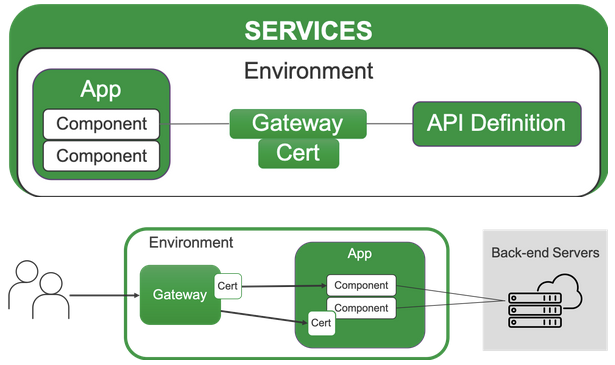 SERVICES
Environment
App
Component
Component
Gateway
Cert
API Definition
Environment
Gateway
Cert
App
Component
Component
Cert
Back-end Servers